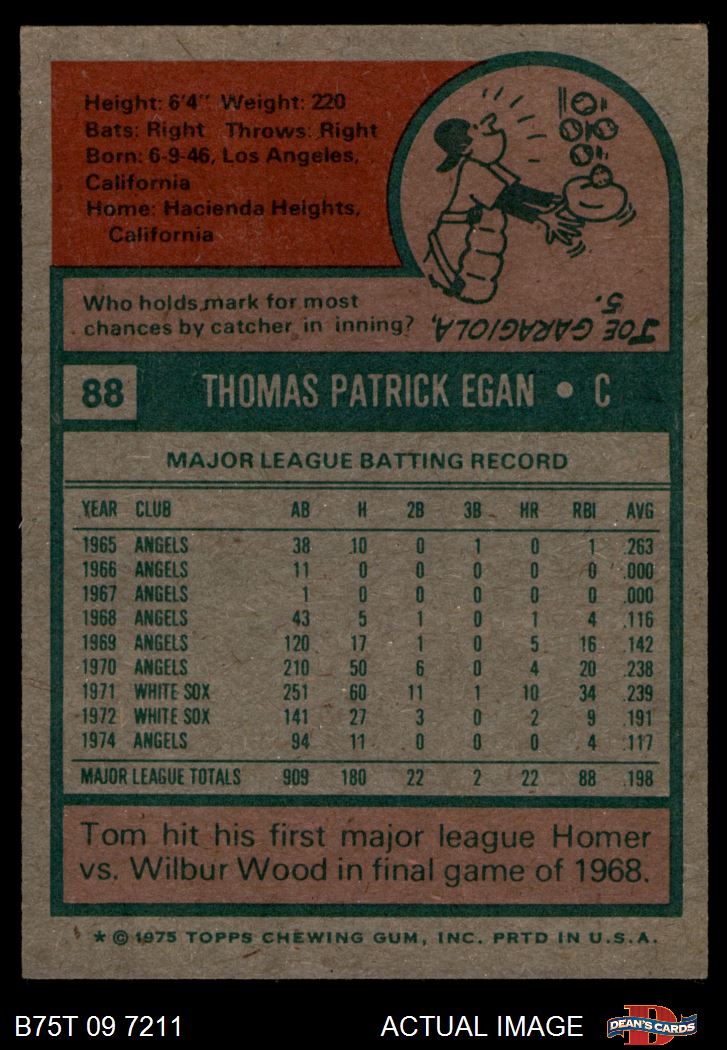 Height: 6'4" Weight: 220
Bats: Right Throws: Right
Born: 6-9-46, Los Angeles,
California
Home: Hacienda Heights,
California
Who holds mark for most
chances by catcher in inning?
JOE GARAGIOLA,
5.
88 THOMAS PATRICK EGAN • C
MAJOR LEAGUE BATTING RECORD
YEAR CLUB AB H 2B 3B HR RBI AVG
1965 ANGELS 38 10 0 1 0 1 .263
1966 ANGELS 11 0 0 0 0 0 .000
1967 ANGELS 1 0 0 0 0 0 .000
1968 ANGELS 43 5 1 0 1 4 .116
1969 ANGELS 120 17 1 0 5 16 .142
1970 ANGELS 210 50 6 0 4 20 .238
1971 WHITE SOX 251 60 11 1 10 34 .239
1972 WHITE SOX 141 27 3 0 2 9 .191
1974 ANGELS 94 11 0 0 0 4 .117
MAJOR LEAGUE TOTALS 909 180 22 2 22 88 .198
Tom hit his first major league Homer
vs. Wilbur Wood in final game of 1968.
* © 1975 TOPPS CHEWING GUM, INC. PRTD IN U.S.A.
B75T 09 7211 ACTUAL IMAGE D DEAN'S CARDS